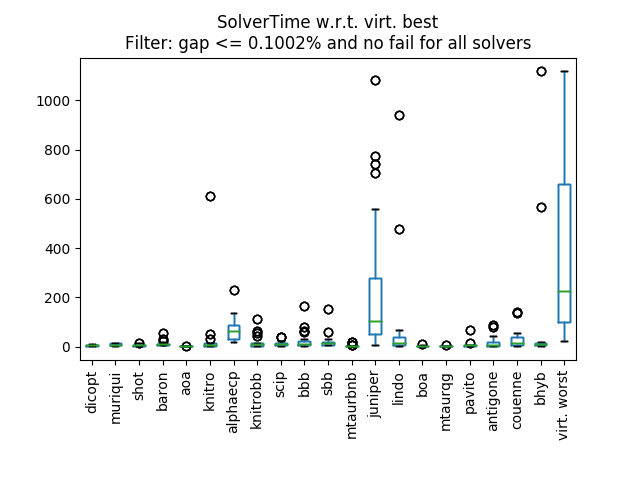 SolverTime w.r.t. virt. best
Filter: gap <= 0.1002% and no fail for all solvers
1000
800
600
400
200
0
dicopt
muriqui
shot
baron
aoa
knitro
alphaecp
knitrobb
scip
bbb
sbb
mtaurbnb
juniper
lindo
boa
mtaurqg
pavito
antigone
couenne
bhyb
virt. worst